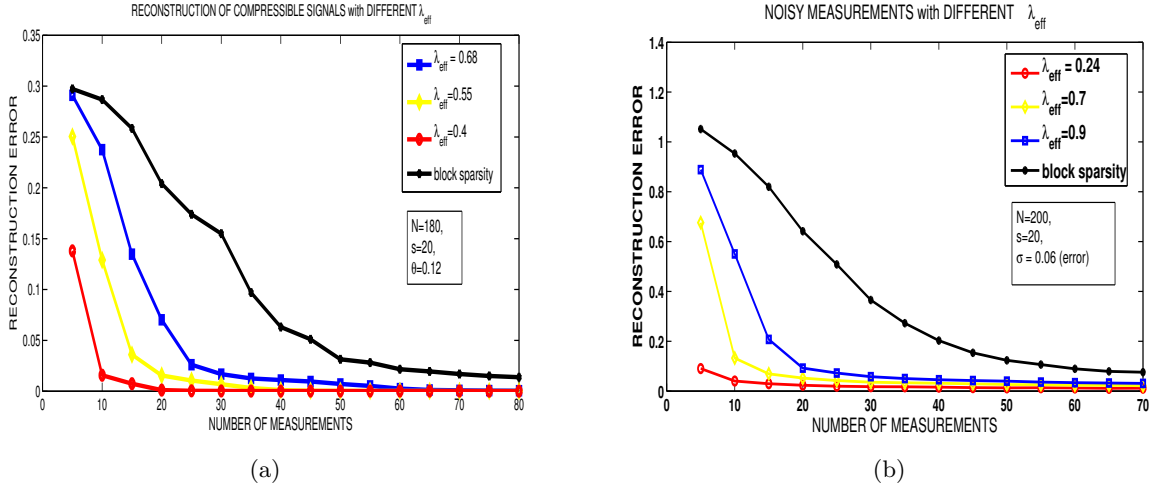 RECONSTRUCTION OF COMPRESSIBLE SIGNALS with DIFFERENT λeff
0.35
0.3
0.25
0.2
0.15
0.1
0.05
0
RECONSTRUCTION ERROR
λeff = 0.68
λeff=0.55
λeff=0.4
block sparsity
N=180,
s=20,
θ=0.12
0 10 20 30 40 50 60 70 80
NUMBER OF MEASUREMENTS
(a)
NOISY MEASUREMENTS with DIFFERENT λeff
1.4
1.2
1
0.8
0.6
0.4
0.2
0
RECONSTRUCTION ERROR
λeff = 0.24
λeff=0.7
λeff=0.9
block sparsity
N=200,
s=20,
σ = 0.06 (error)
0 10 20 30 40 50 60 70
NUMBER OF MEASUREMENTS
(b)